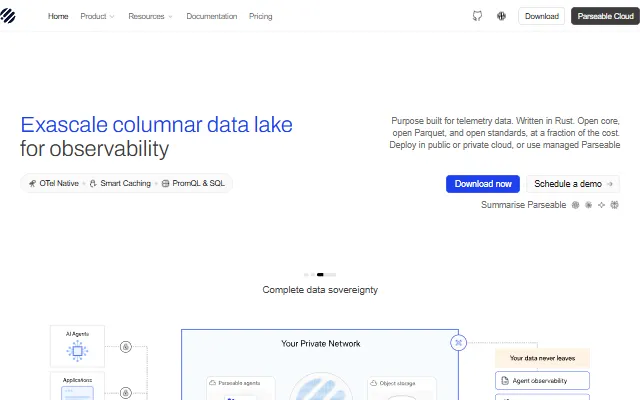 Home Product Resources Documentation Pricing Download Parseable Cloud
Exascale columnar data lake
for observability
Purpose built for telemetry data. Written in Rust. Open core,
open Parquet, and open standards, at a fraction of the cost.
Deploy in public or private cloud, or use managed Parseable
OTel Native + Smart Caching + PromQL & SQL
Download now Schedule a demo →
Summarise Parseable
Complete data sovereignty
AI Agents
Applications
Your Private Network
Parseable agents
Object storage
Your data never leaves
Agent observability